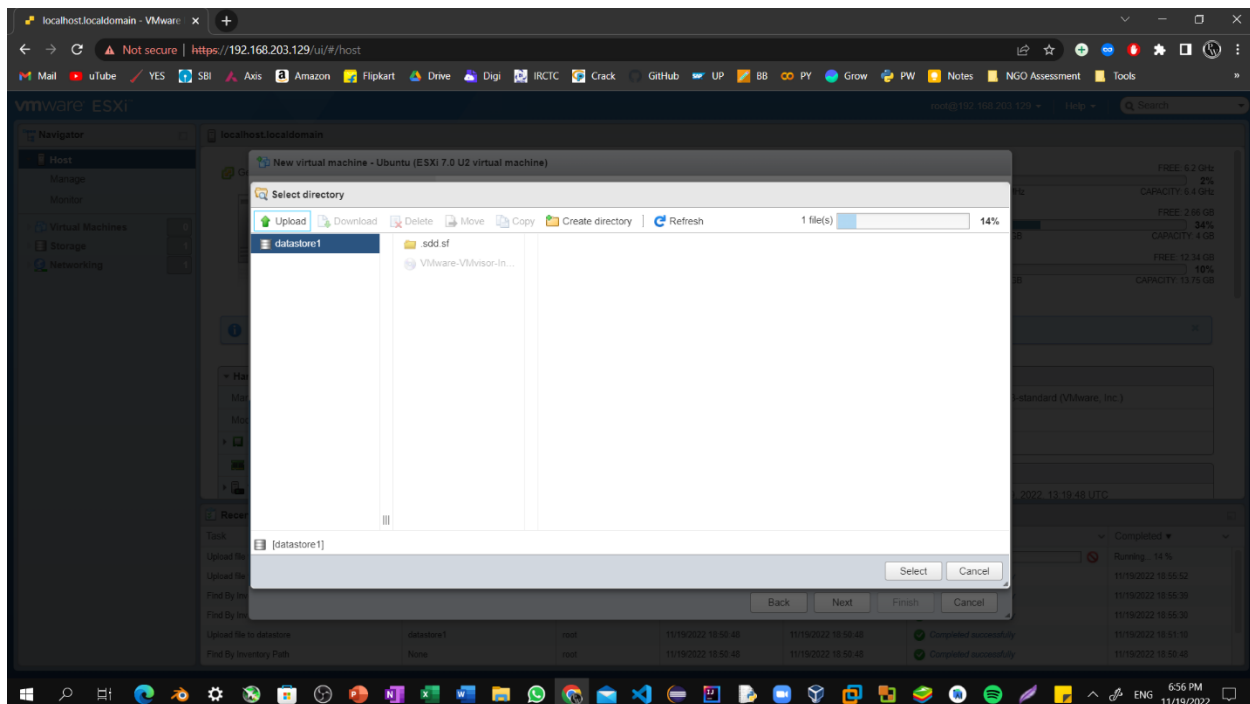 localhost.localdomain - VMware
Not secure | https://192.168.203.129/ui/#/host
Mail uTube YES SBI Axis Amazon Flipkart Drive Digi IRCTC Crack GitHub UP BB PY Grow PW Notes NGO Assessment Tools »
vmware ESXi root@192.168.203.129 Help Search
Navigator localhost.localdomain
Host
Manage
Monitor
Virtual Machines
Storage 1
Networking 1
New virtual machine - Ubuntu (ESXi 7.0 U2 virtual machine)
FREE: 6.2 GHz
2%
CAPACITY: 6.4 GHz
FREE: 2.66 GB
34%
CAPACITY: 4 GB
FREE: 12.34 GB
10%
CAPACITY: 13.75 GB
Select directory
Upload Download Delete Move Copy Create directory Refresh 1 file(s) 14%
datastore1 .sdd.sf
VMware-VMvisor-In...
[datastore1]
Select Cancel
Back Next Finish Cancel
-standard (VMware, Inc.)
2022, 13:19:48 UTC
Recen
Task Completed
Upload file Running... 14 %
Upload file 11/19/2022 18:55:52
Find By Inv 11/19/2022 18:55:39
Find By Inv
Upload file to datastore datastore1 root 11/19/2022 18:50:48 11/19/2022 18:50:48 Completed successfully 11/19/2022 18:51:10
Find By Inventory Path None root 11/19/2022 18:50:48 11/19/2022 18:50:48 Completed successfully 11/19/2022 18:50:48
ENG 6:56 PM
11/19/2022